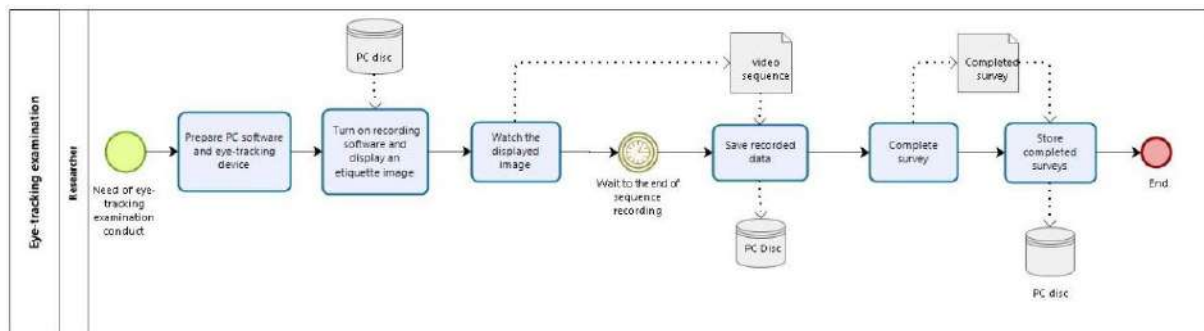 Eye-tracking examination
Researcher
Need of eye-
tracking
examination
conduct
Prepare PC software
and eye-tracking
device
PC disc
Turn on recording
software and
display an
etiquette image
Watch the
displayed
image
Wait to the end of
sequence
recording
video
sequence
Save recorded
data
PC Disc
Complete
survey
Completed
survey
Store
completed
surveys
PC disc
End